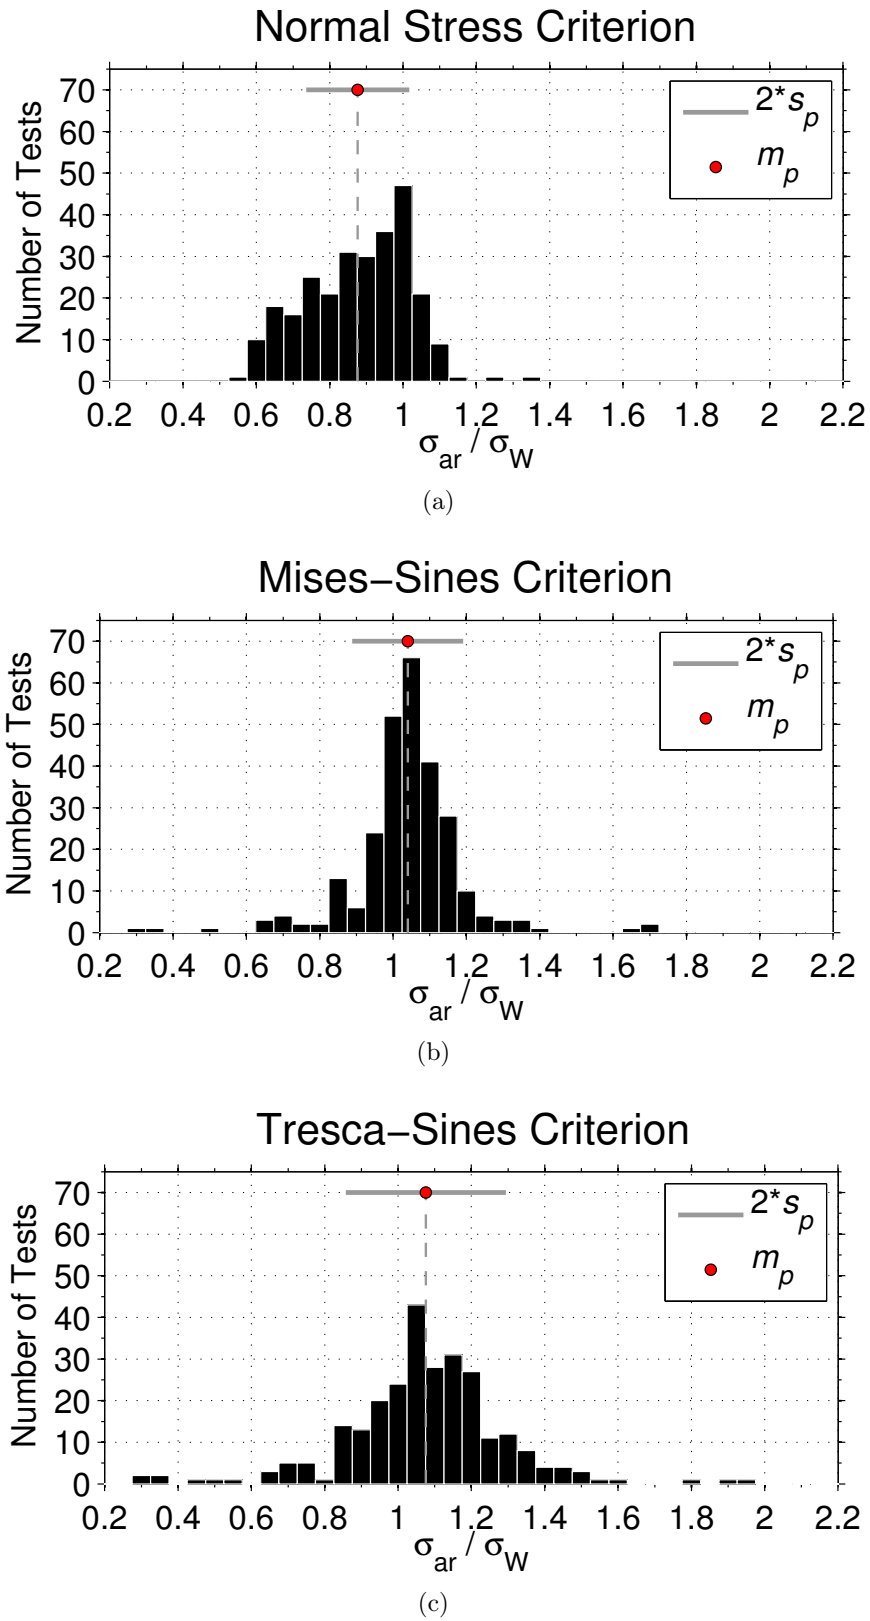 Normal Stress Criterion
Number of Tests
70
60
50
40
30
20
10
0
2*s_p
m_p
0.2 0.4 0.6 0.8 1 1.2 1.4 1.6 1.8 2 2.2
σ_ar / σ_W
(a)
Mises−Sines Criterion
Number of Tests
70
60
50
40
30
20
10
0
2*s_p
m_p
0.2 0.4 0.6 0.8 1 1.2 1.4 1.6 1.8 2 2.2
σ_ar / σ_W
(b)
Tresca−Sines Criterion
Number of Tests
70
60
50
40
30
20
10
0
2*s_p
m_p
0.2 0.4 0.6 0.8 1 1.2 1.4 1.6 1.8 2 2.2
σ_ar / σ_W
(c)